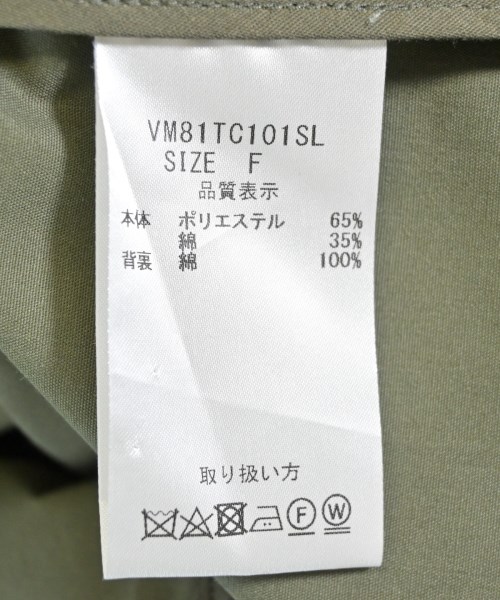 VM81TC101SL
SIZE F
品質表示
本体 ポリエステル 65%
綿 35%
背裏 綿 100%
取り扱い方
F W